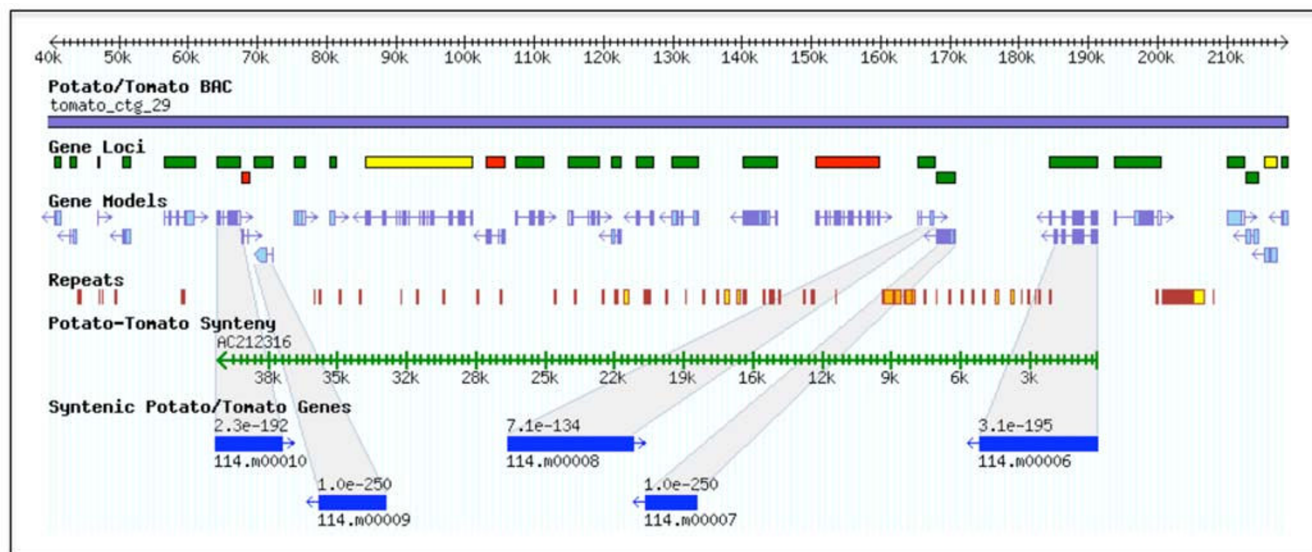 40k 50k 60k 70k 80k 90k 100k 110k 120k 130k 140k 150k 160k 170k 180k 190k 200k 210k
Potato/Tomato BAC
tomato_ctg_29
Gene Loci
Gene Models
Repeats
Potato-Tomato Synteny
AC212316
38k 35k 32k 28k 25k 22k 19k 16k 12k 9k 6k 3k
Syntenic Potato/Tomato Genes
2.3e-192 7.1e-134 3.1e-195
114.m00010 114.m00008 114.m00006
1.0e-250 1.0e-250
114.m00009 114.m00007